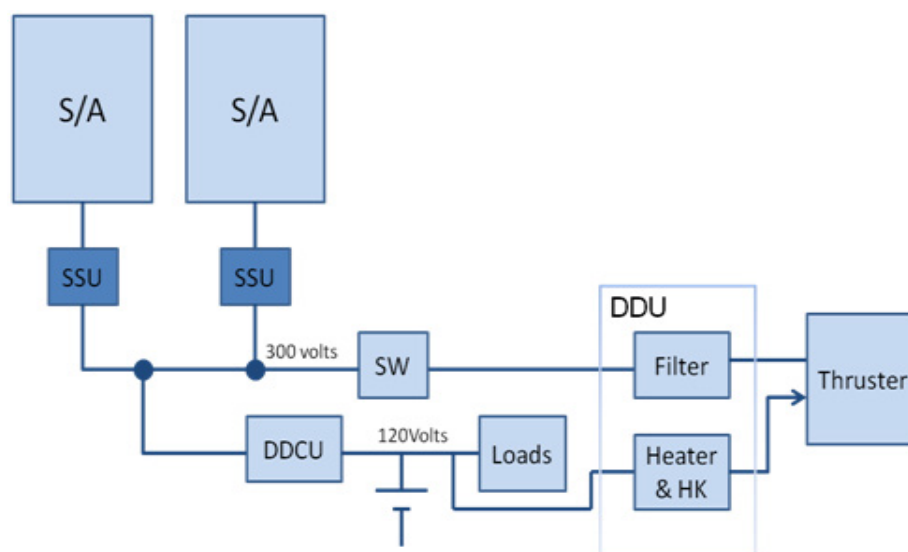 S/A
S/A
SSU
SSU
300 volts
SW
DDU
Filter
Thruster
DDCU
120Volts
Loads
Heater
& HK